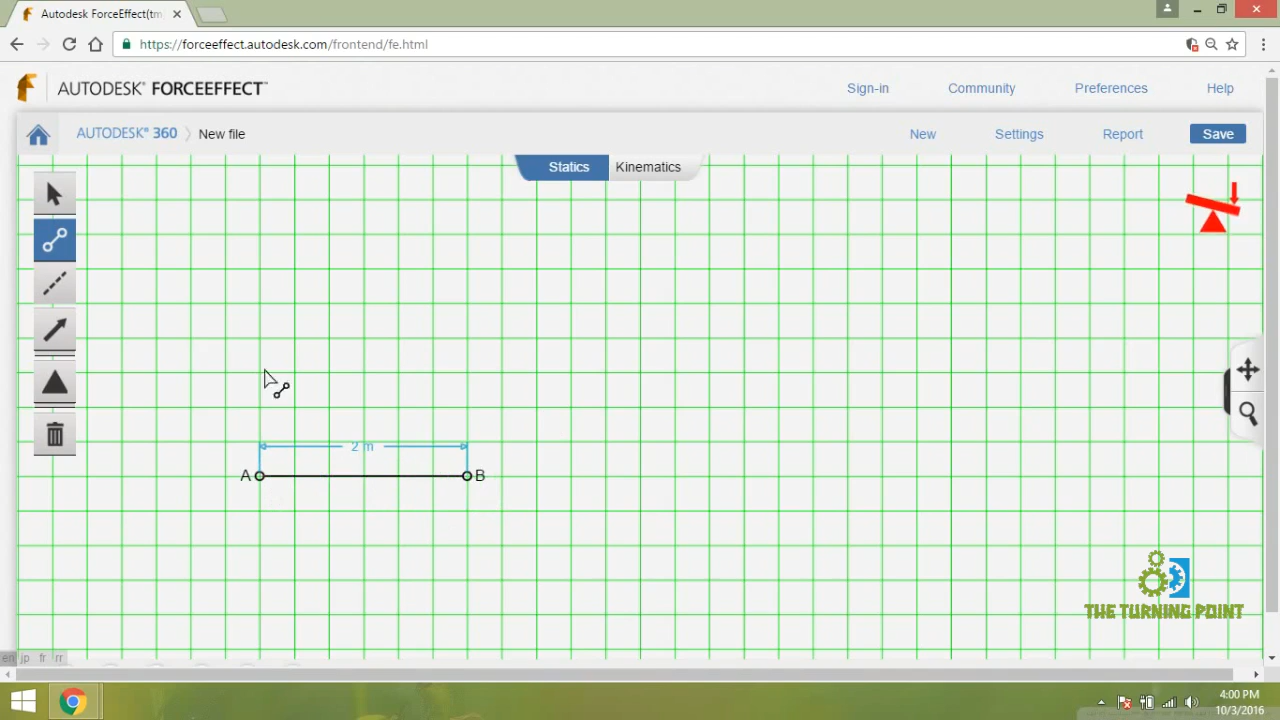 Autodesk ForceEffect(tm
https://forceeffect.autodesk.com/frontend/fe.html
AUTODESK® FORCEEFFECT™
Sign-in
Community
Preferences
Help
AUTODESK® 360
New file
New
Settings
Report
Save
Statics
Kinematics
2 m
A
B
THE TURNING POINT
en
jp
fr
rr
4:00 PM
10/3/2016